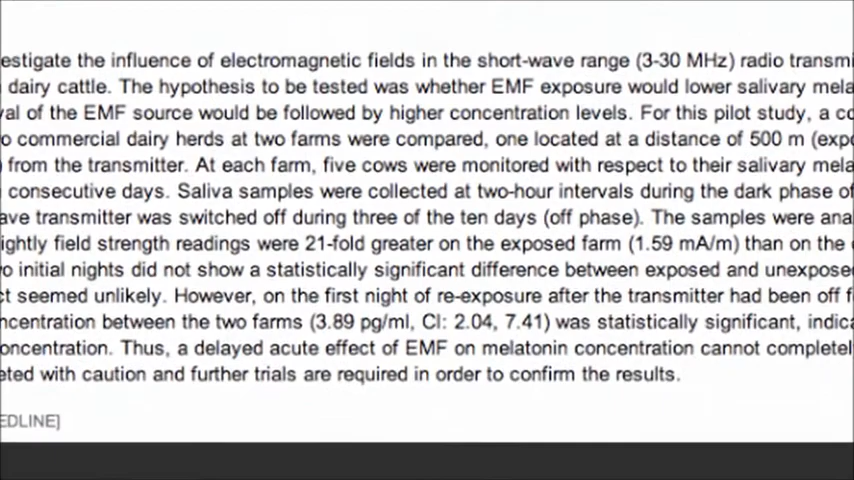 estigate the influence of electromagnetic fields in the short-wave range (3-30 MHz) radio transmi
dairy cattle. The hypothesis to be tested was whether EMF exposure would lower salivary mela
val of the EMF source would be followed by higher concentration levels. For this pilot study, a co
o commercial dairy herds at two farms were compared, one located at a distance of 500 m (expo
) from the transmitter. At each farm, five cows were monitored with respect to their salivary mela
consecutive days. Saliva samples were collected at two-hour intervals during the dark phase of
ave transmitter was switched off during three of the ten days (off phase). The samples were ana
ightly field strength readings were 21-fold greater on the exposed farm (1.59 mA/m) than on the
o initial nights did not show a statistically significant difference between exposed and unexpose
ct seemed unlikely. However, on the first night of re-exposure after the transmitter had been off f
ncentration between the two farms (3.89 pg/ml, CI: 2.04, 7.41) was statistically significant, indica
oncentration. Thus, a delayed acute effect of EMF on melatonin concentration cannot completel
eted with caution and further trials are required in order to confirm the results.
EDLINE]